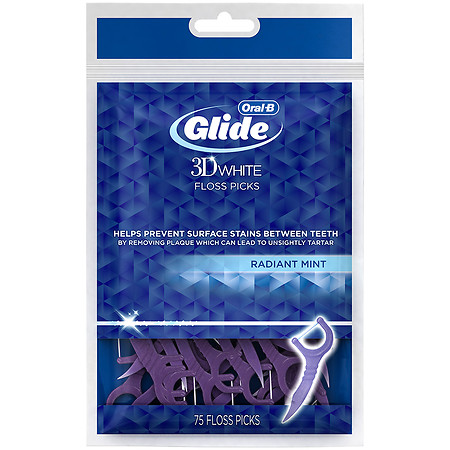 Oral-B
Glide
3D WHITE
FLOSS PICKS
HELPS PREVENT SURFACE STAINS BETWEEN TEETH
BY REMOVING PLAQUE WHICH CAN LEAD TO UNSIGHTLY TARTAR
RADIANT MINT
75 FLOSS PICKS